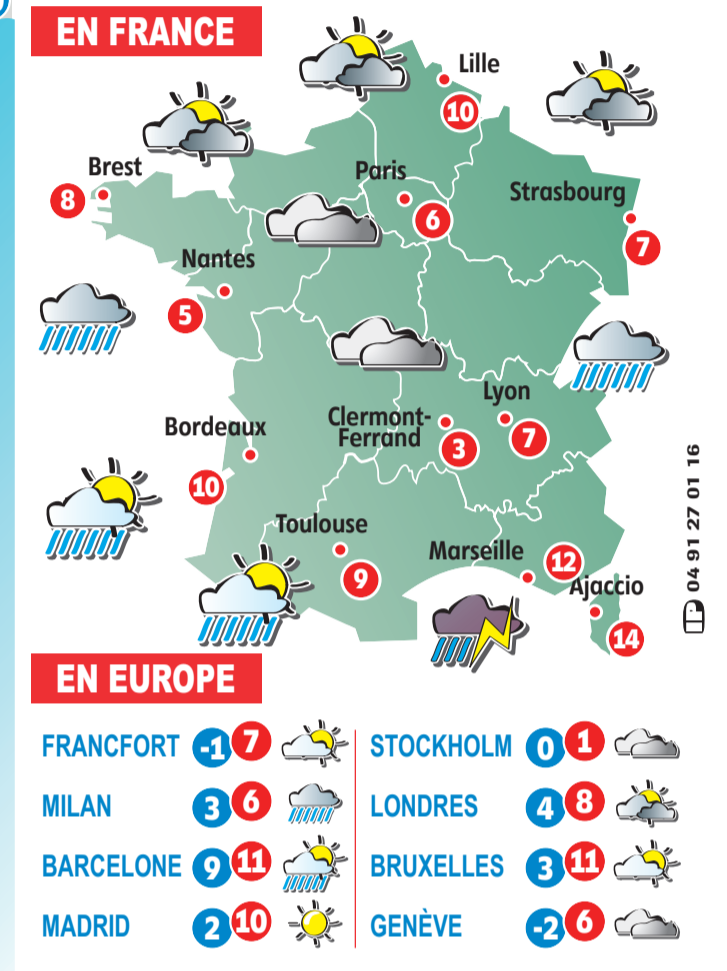 EN FRANCE
Lille
10
Brest
8
Paris
6
Strasbourg
7
Nantes
5
Lyon
7
Clermont-
Ferrand
3
Bordeaux
10
Toulouse
9
Marseille
12
Ajaccio
14
04 91 27 01 16
EN EUROPE
FRANCFORT -1 7
MILAN 3 6
BARCELONE 9 11
MADRID 2 10
STOCKHOLM 0 1
LONDRES 4 8
BRUXELLES 3 11
GENÈVE -2 6